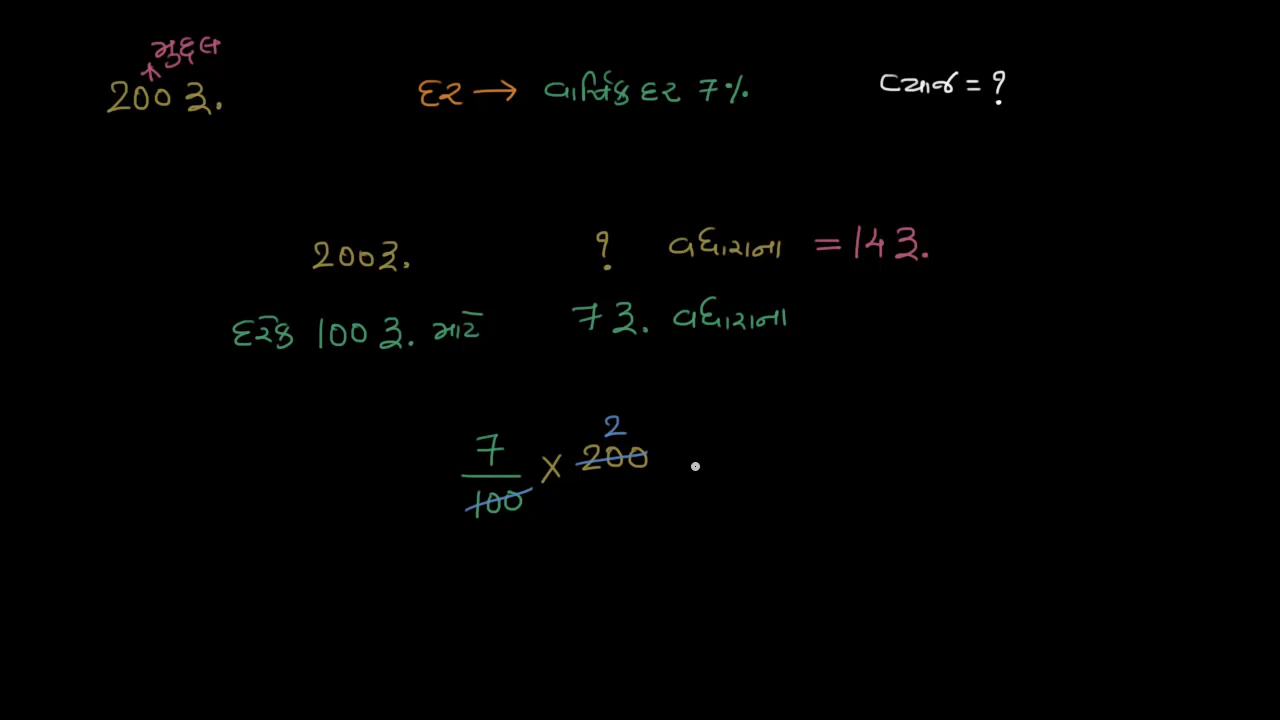 મુદ્દલ
200 રૂ. દર → વાર્ષિક દર 7% વ્યાજ = ?
200 રૂ. ? વધારાના = 14 રૂ.
દરેક 100 રૂ. માટે 7 રૂ. વધારાના
2
7 × 200
100